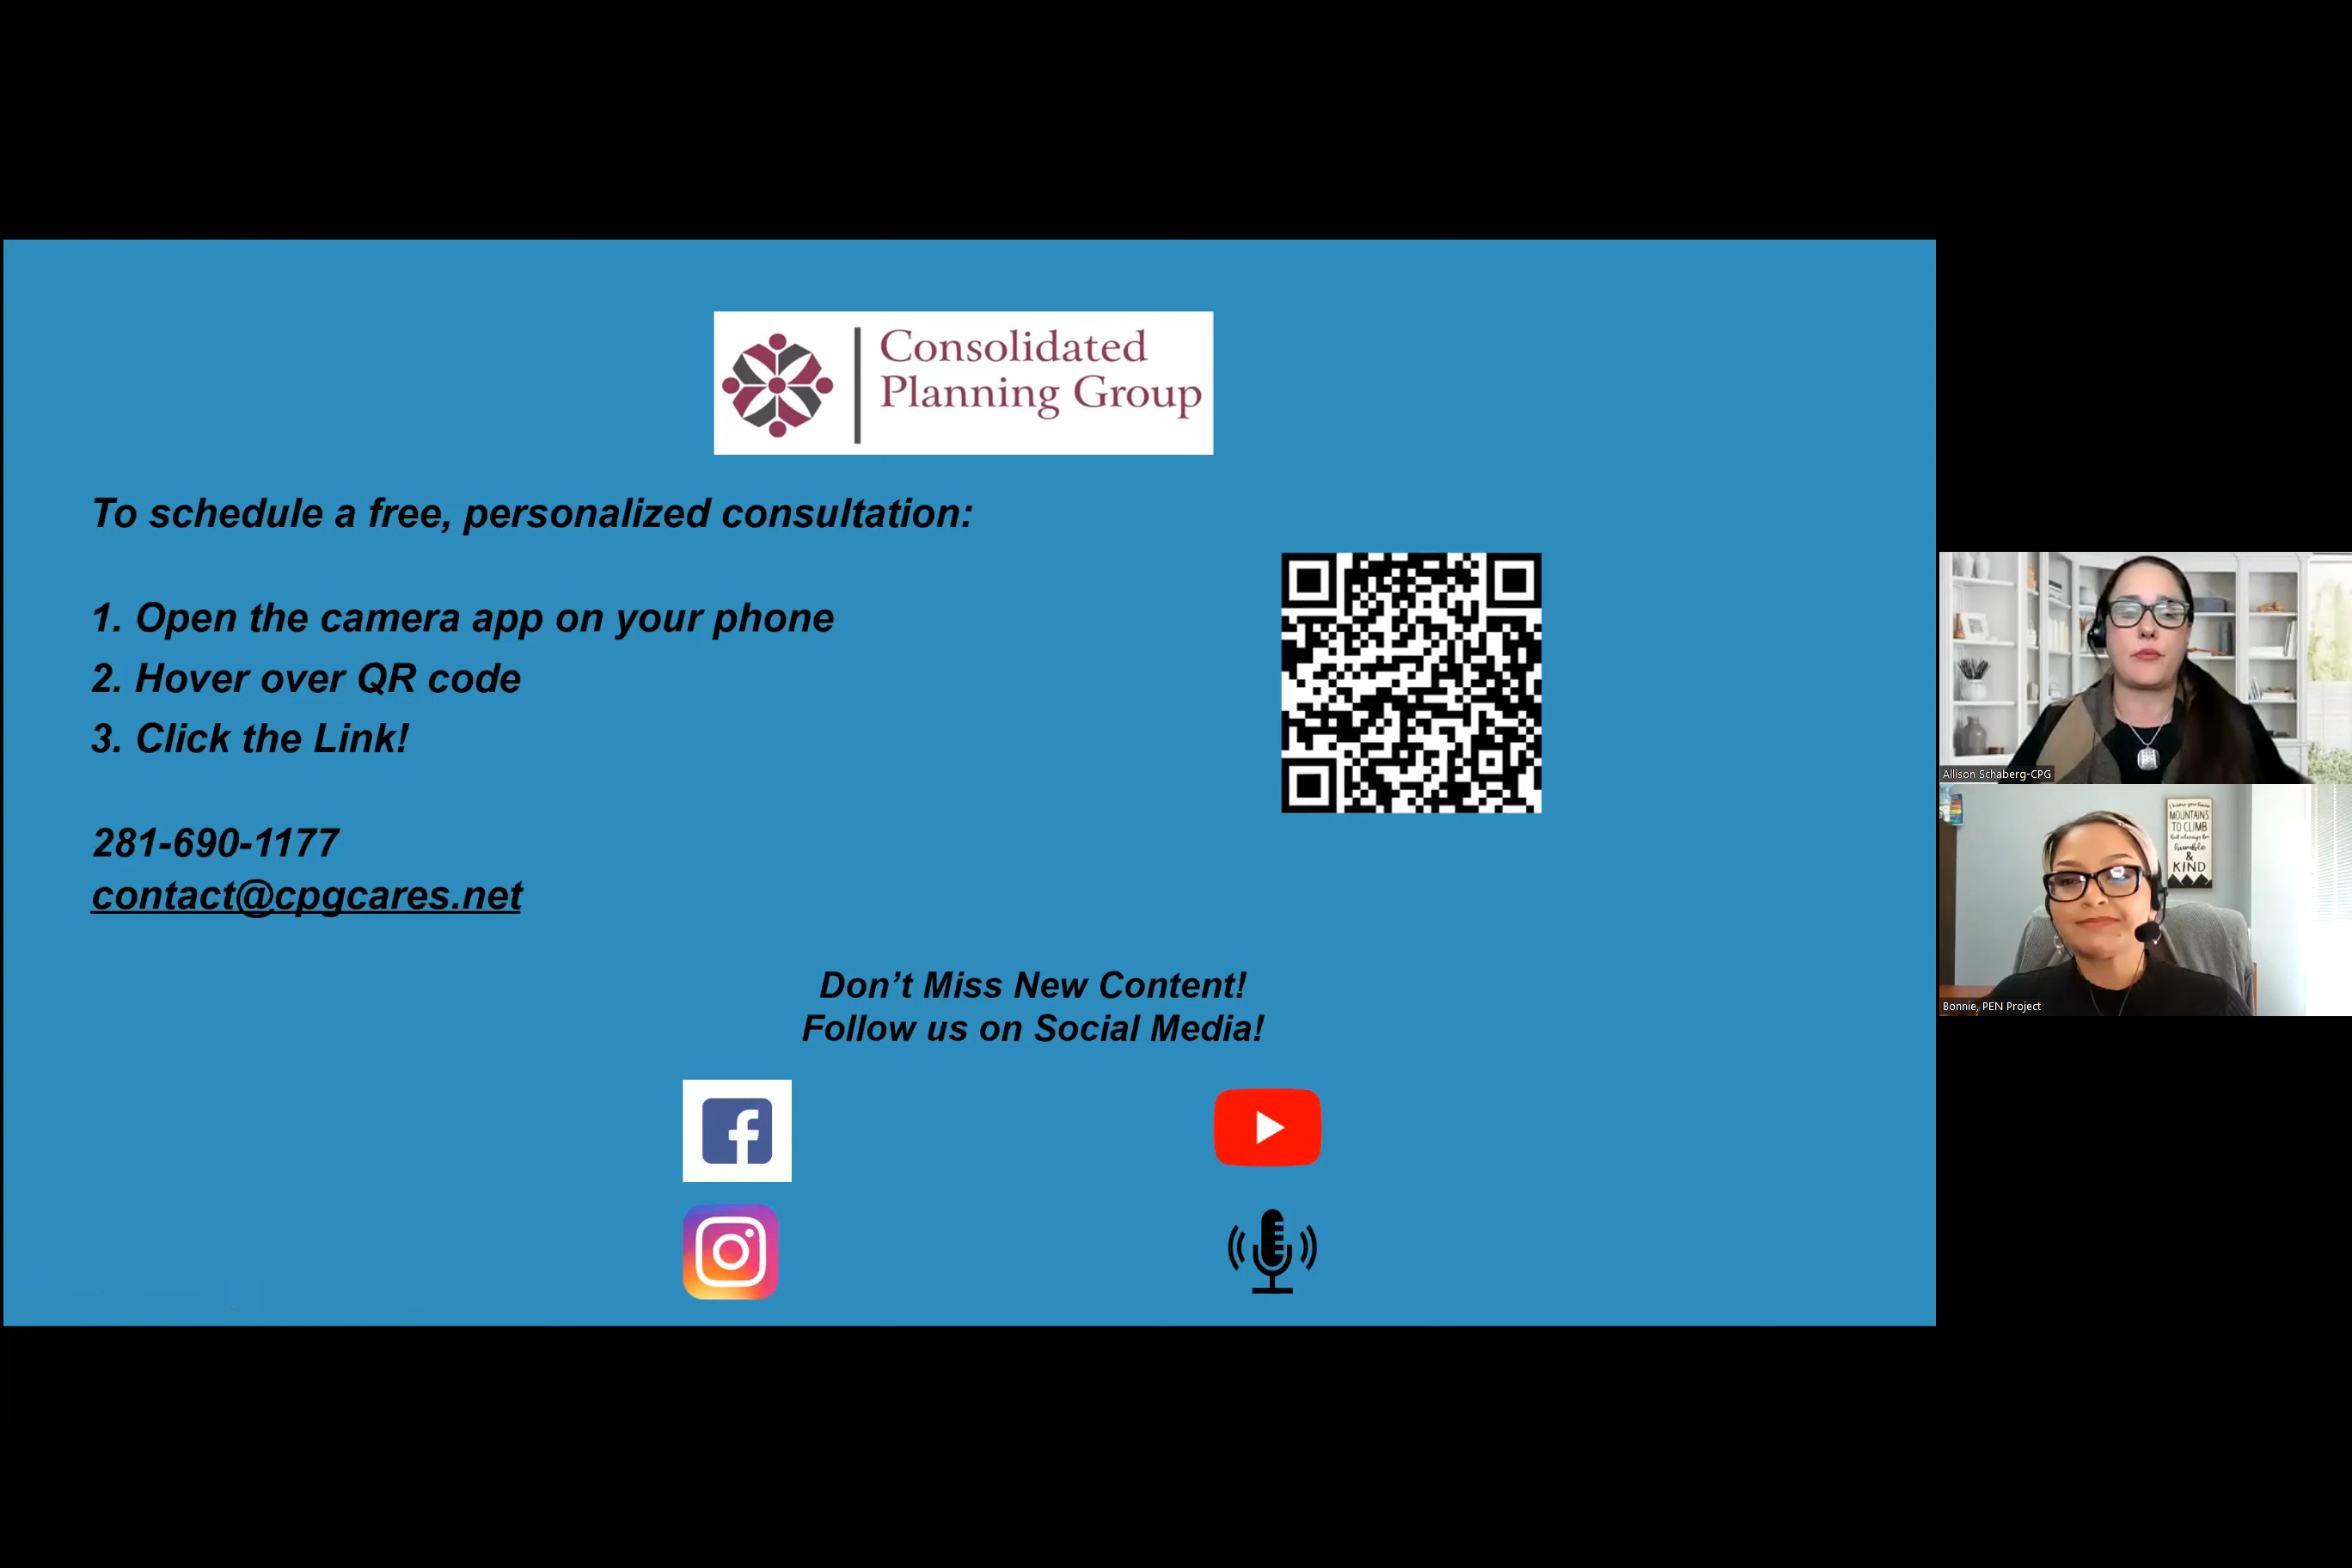 Consolidated
Planning Group
To schedule a free, personalized consultation:
1. Open the camera app on your phone
2. Hover over QR code
3. Click the Link!
281-690-1177
contact@cpgcares.net
Don’t Miss New Content!
Follow us on Social Media!
Allison Schaberg-CPG
MOUNTAINS
TO CLIMB
humble
&
KIND
Bonnie, PEN Project